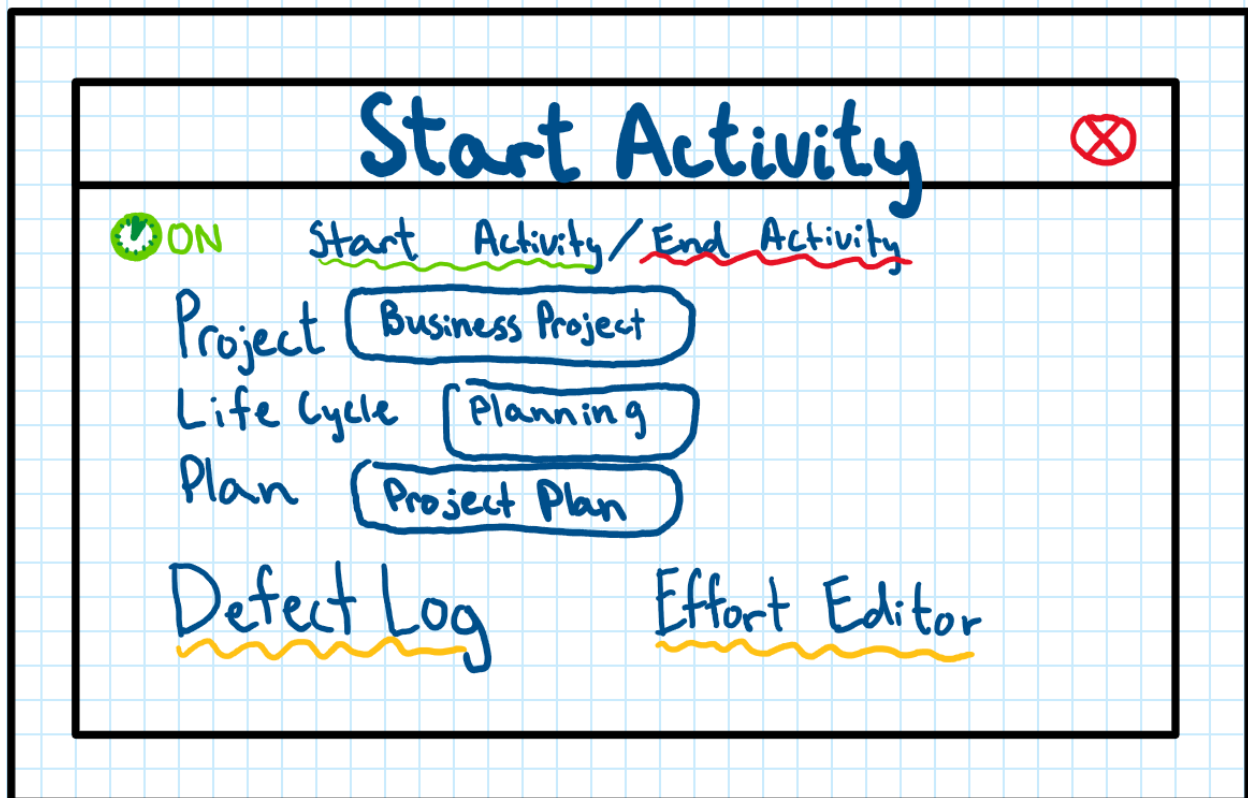 Start Activity
ON Start Activity / End Activity
Project Business Project
Life Cycle Planning
Plan Project Plan
Defect Log Effort Editor